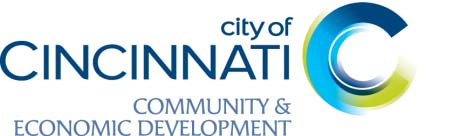 city of
CINCINNATI
COMMUNITY &
ECONOMIC DEVELOPMENT